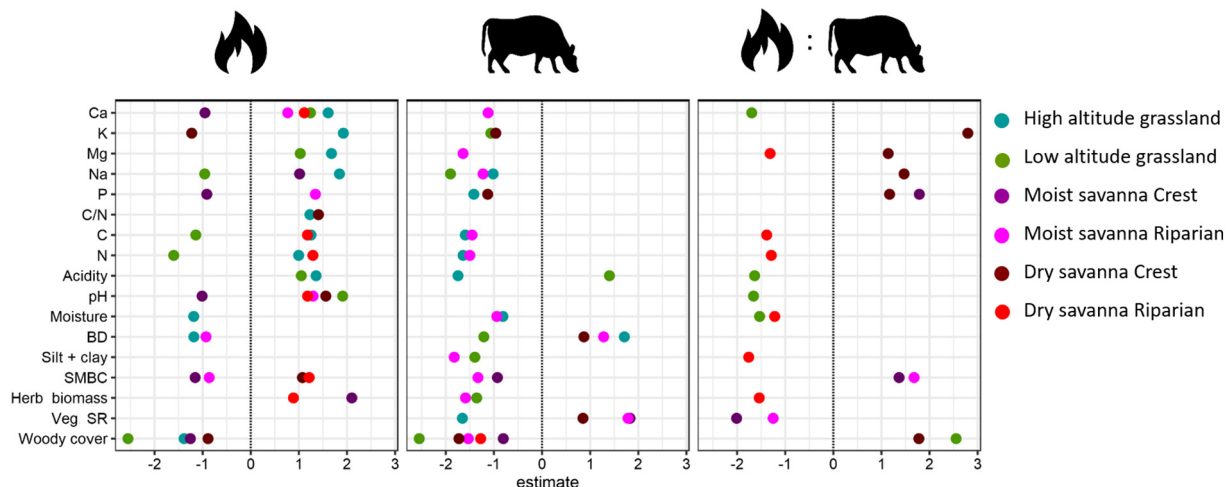 :
Ca
K
Mg
Na
P
C/N
C
N
Acidity
pH
Moisture
BD
Silt + clay
SMBC
Herb biomass
Veg SR
Woody cover
-2 -1 0 1 2 3 -2 -1 0 1 2 3 -2 -1 0 1 2 3
estimate
High altitude grassland
Low altitude grassland
Moist savanna Crest
Moist savanna Riparian
Dry savanna Crest
Dry savanna Riparian